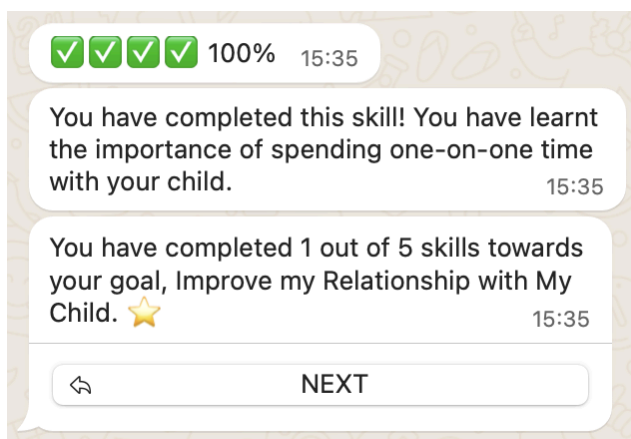 ✅✅✅✅ 100% 15:35
You have completed this skill! You have learnt
the importance of spending one-on-one time
with your child. 15:35
You have completed 1 out of 5 skills towards
your goal, Improve my Relationship with My
Child. ⭐ 15:35
NEXT